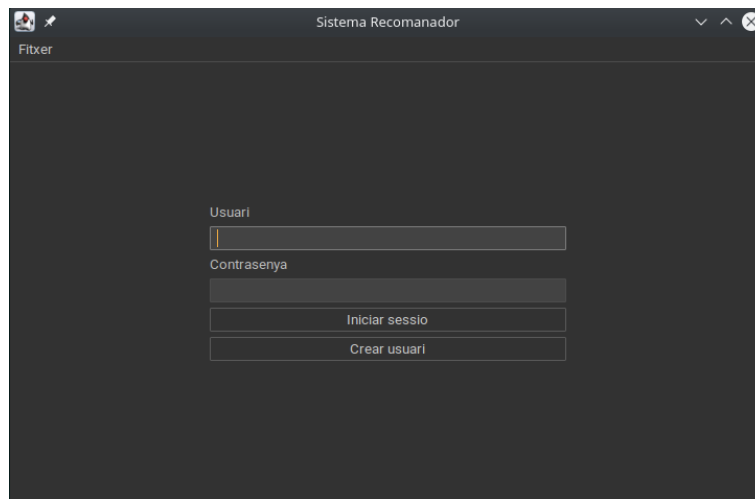 Sistema Recomanador
Fitxer
Usuari
Contrasenya
Iniciar sessio
Crear usuari